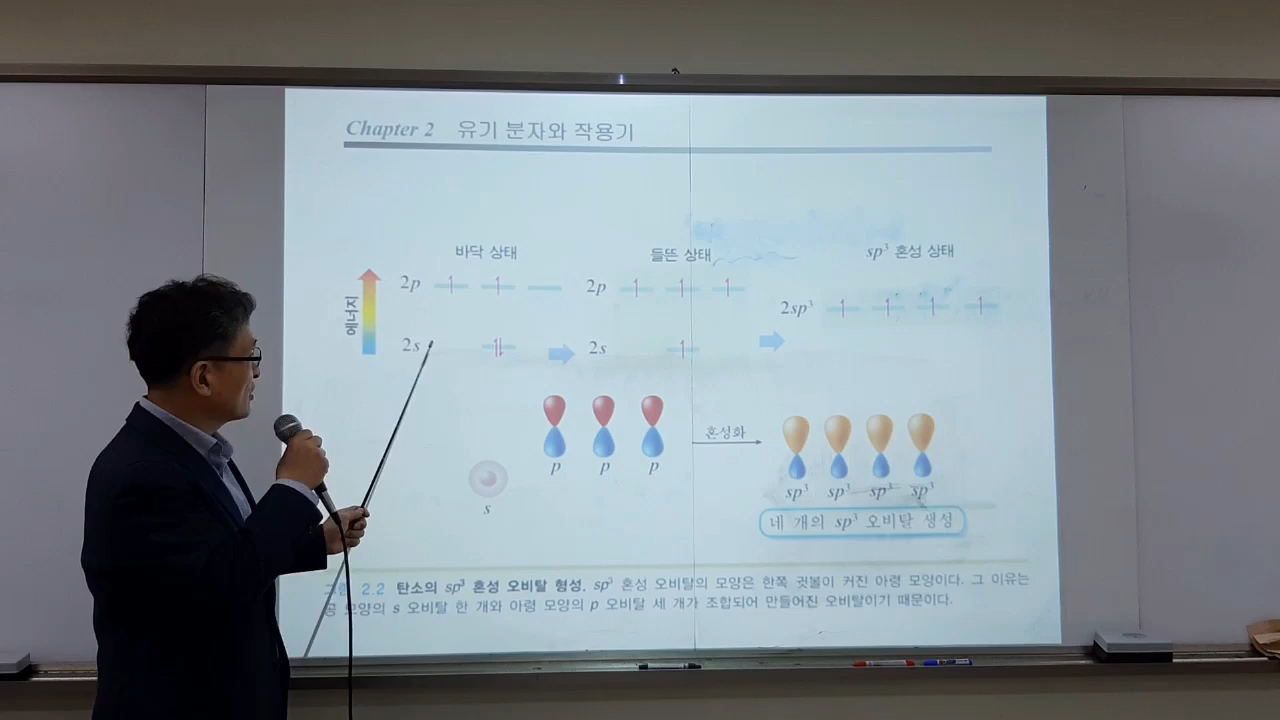 Chapter 2 유기 분자와 작용기
바닥 상태
들뜬 상태
sp³ 혼성 상태
에너지
2p
2p
2sp³
2s
2s
혼성화
p p p
s
sp³ sp³ sp³ sp³
네 개의 sp³ 오비탈 생성
그림 2.2 탄소의 sp³ 혼성 오비탈 형성. sp³ 혼성 오비탈의 모양은 한쪽 귓불이 커진 아령 모양이다. 그 이유는
공 모양의 s 오비탈 한 개와 아령 모양의 p 오비탈 세 개가 조합되어 만들어진 오비탈이기 때문이다.